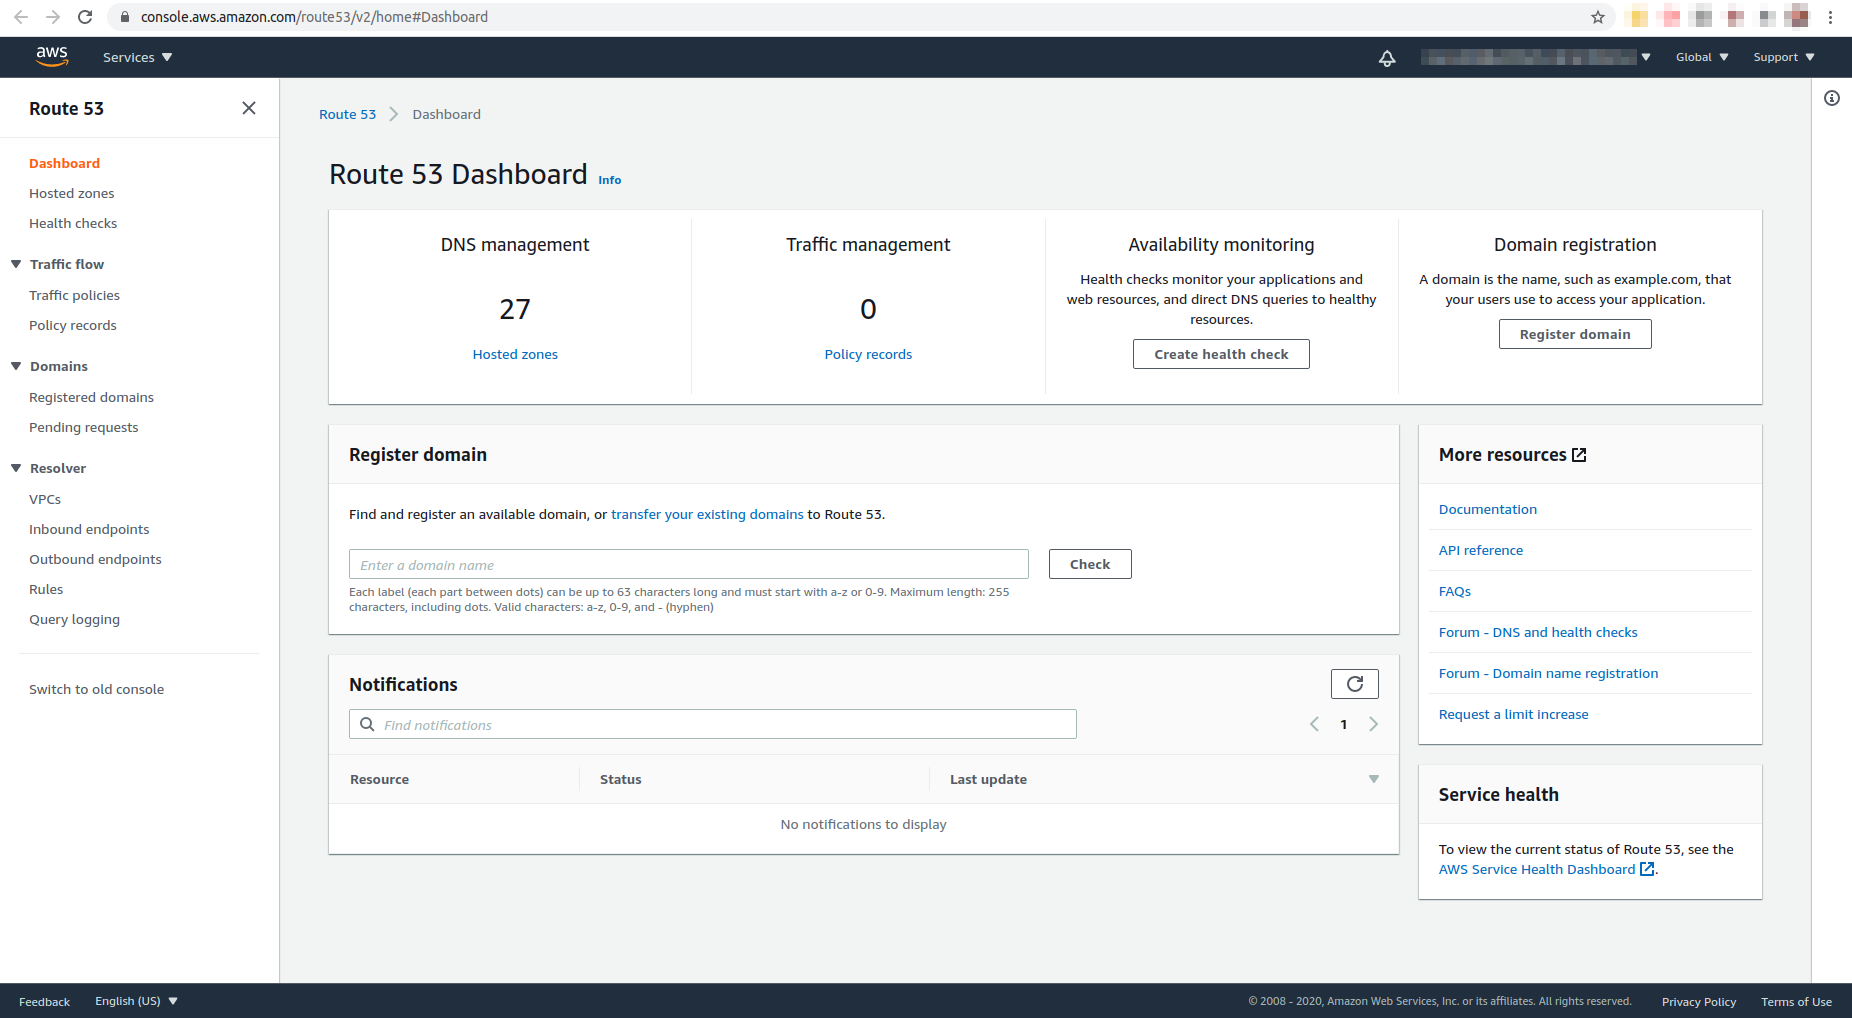 console.aws.amazon.com/route53/v2/home#Dashboard
aws
Services
Global
Support
Route 53
Dashboard
Hosted zones
Health checks
Traffic flow
Traffic policies
Policy records
Domains
Registered domains
Pending requests
Resolver
VPCs
Inbound endpoints
Outbound endpoints
Rules
Query logging
Switch to old console
Route 53
Dashboard
Route 53 Dashboard Info
DNS management
27
Hosted zones
Traffic management
0
Policy records
Availability monitoring
Health checks monitor your applications and
web resources, and direct DNS queries to healthy
resources.
Create health check
Domain registration
A domain is the name, such as example.com, that
your users use to access your application.
Register domain
Register domain
Find and register an available domain, or transfer your existing domains to Route 53.
Enter a domain name
Check
Each label (each part between dots) can be up to 63 characters long and must start with a-z or 0-9. Maximum length: 255
characters, including dots. Valid characters: a-z, 0-9, and - (hyphen)
Notifications
Find notifications
1
Resource
Status
Last update
No notifications to display
More resources
Documentation
API reference
FAQs
Forum - DNS and health checks
Forum - Domain name registration
Request a limit increase
Service health
To view the current status of Route 53, see the
AWS Service Health Dashboard.
Feedback
English (US)
© 2008 - 2020, Amazon Web Services, Inc. or its affiliates. All rights reserved.
Privacy Policy
Terms of Use